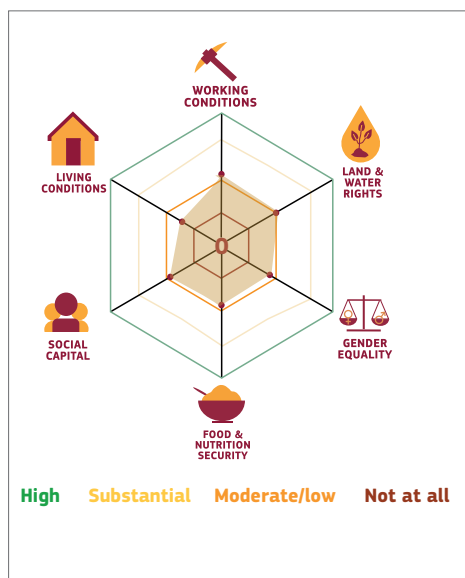 WORKING
CONDITIONS
LIVING
CONDITIONS
LAND &
WATER
RIGHTS
0
SOCIAL
CAPITAL
GENDER
EQUALITY
FOOD &
NUTRITION
SECURITY
High Substantial Moderate/low Not at all